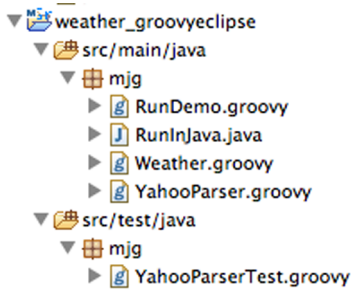 weather_groovyeclipse
src/main/java
mjg
RunDemo.groovy
RunInJava.java
Weather.groovy
YahooParser.groovy
src/test/java
mjg
YahooParserTest.groovy